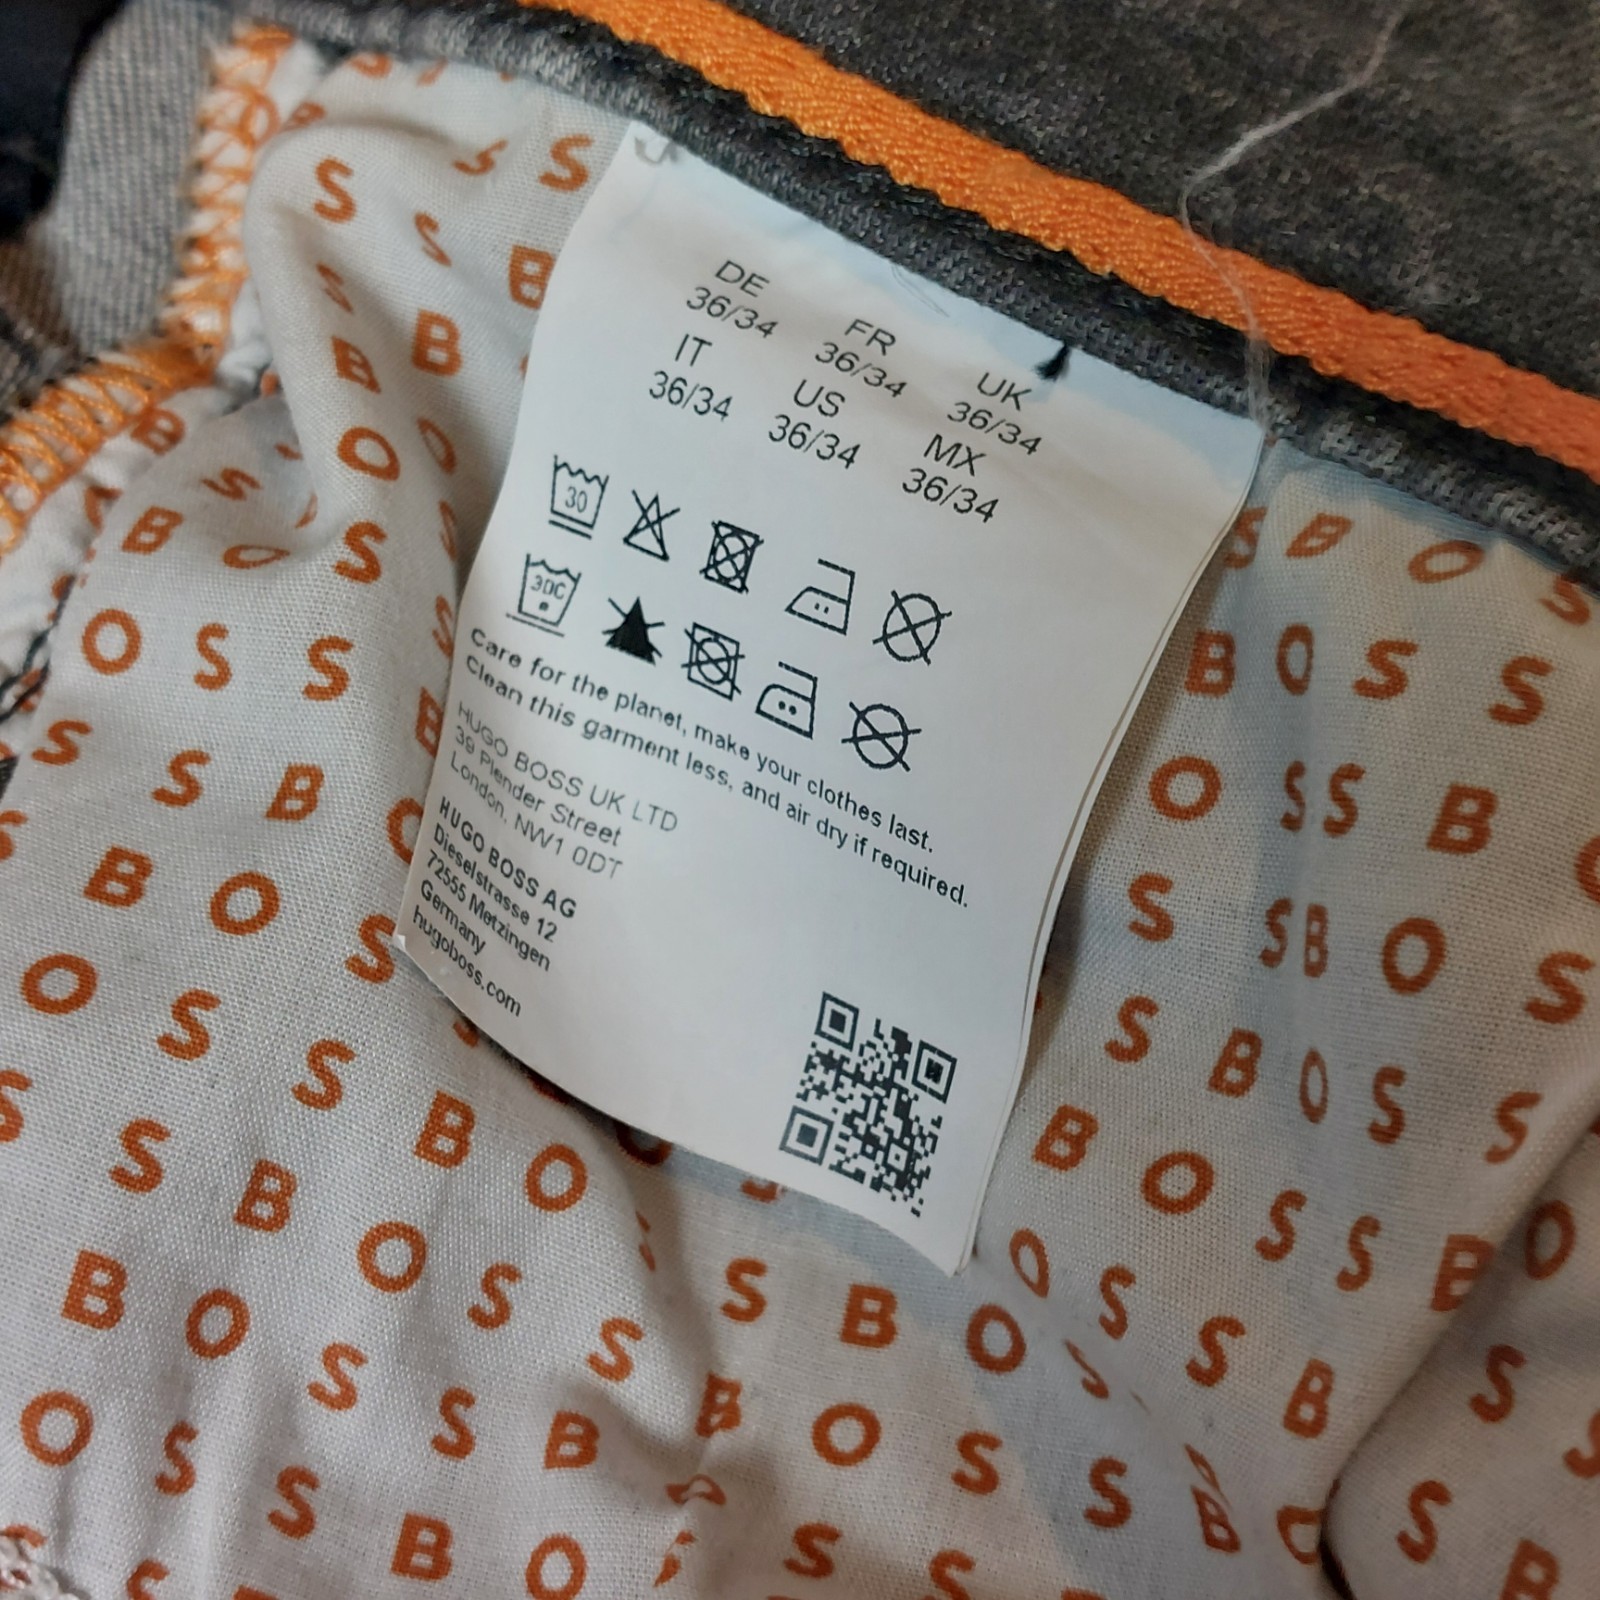 DE FR UK
36/34 36/34 36/34
IT US MX
36/34 36/34 36/34
30
30C
Care for the planet, make your clothes last.
Clean this garment less, and air dry if required.
HUGO BOSS UK LTD
39 Plender Street
London, NW1 0DT
HUGO BOSS AG
Dieselstrasse 12
72555 Metzingen
Germany
hugoboss.com
BOSS